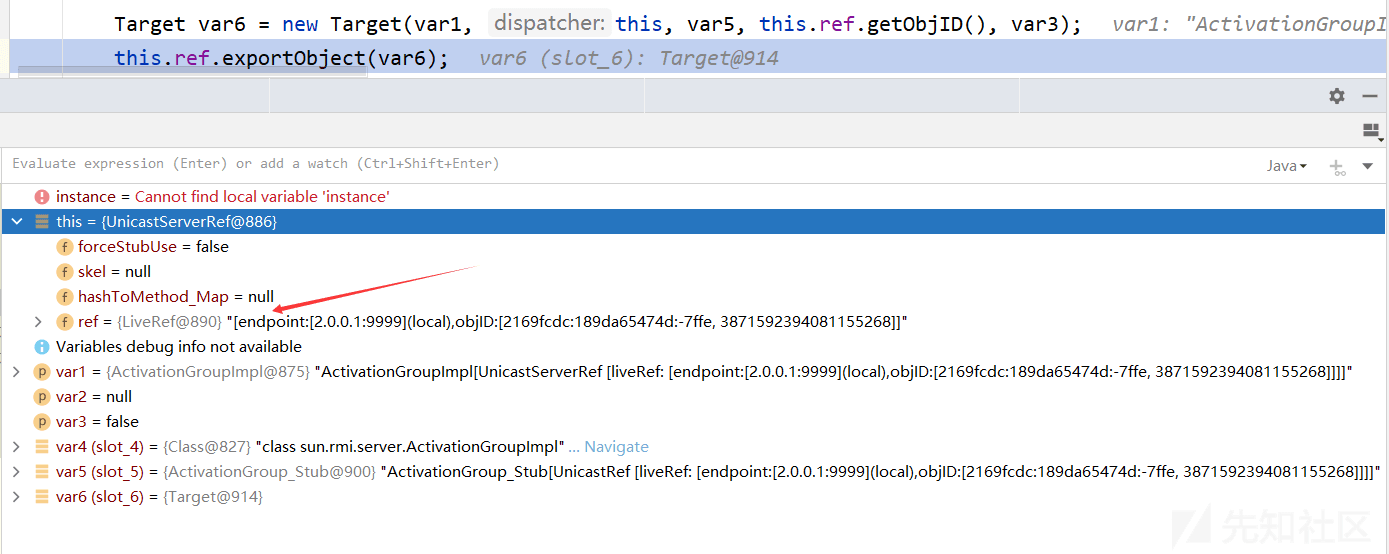 Target var6 = new Target(var1, dispatcher: this, var5, this.ref.getObjID(), var3); var1: "ActivationGroupI
this.ref.exportObject(var6); var6 (slot_6): Target@914
Evaluate expression (Enter) or add a watch (Ctrl+Shift+Enter) Java
instance = Cannot find local variable 'instance'
this = {UnicastServerRef@886}
f forceStubUse = false
f skel = null
f hashToMethod_Map = null
f ref = {LiveRef@890} "[endpoint:[2.0.0.1:9999](local),objID:[2169fcdc:189da65474d:-7ffe, 3871592394081155268]]"
Variables debug info not available
p var1 = {ActivationGroupImpl@875} "ActivationGroupImpl[UnicastServerRef [liveRef: [endpoint:[2.0.0.1:9999](local),objID:[2169fcdc:189da65474d:-7ffe, 3871592394081155268]]]]"
p var2 = null
p var3 = false
var4 (slot_4) = {Class@827} "class sun.rmi.server.ActivationGroupImpl" ... Navigate
var5 (slot_5) = {ActivationGroup_Stub@900} "ActivationGroup_Stub[UnicastRef [liveRef: [endpoint:[2.0.0.1:9999](local),objID:[2169fcdc:189da65474d:-7ffe, 3871592394081155268]]]]"
var6 (slot_6) = {Target@914}
先知社区